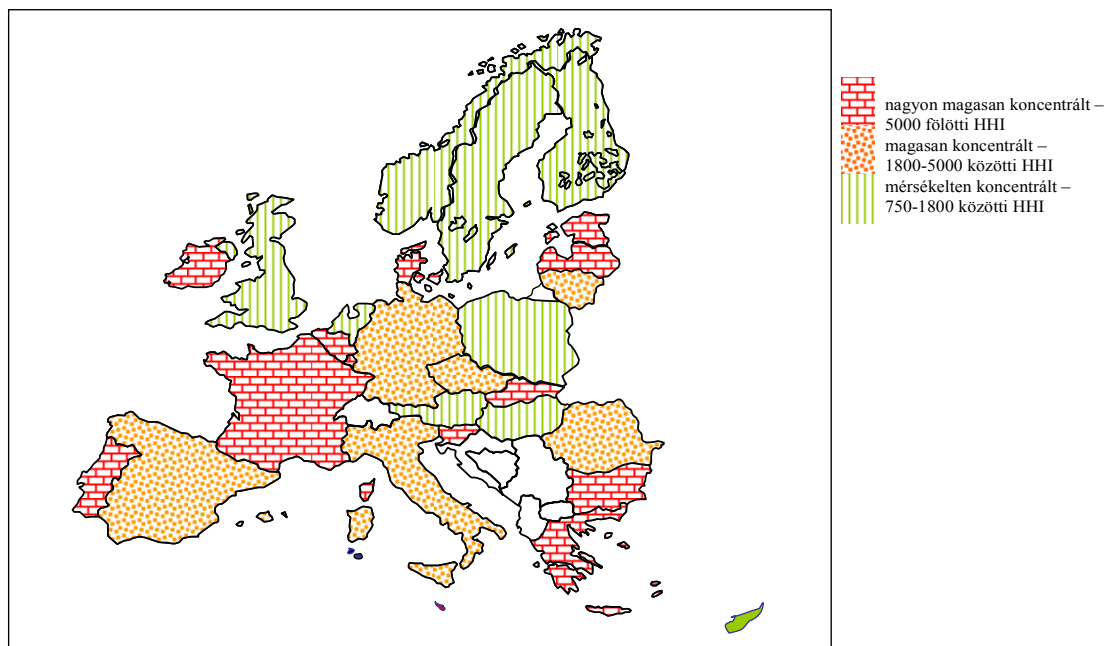 nagyon magasan koncentrált –
5000 fölötti HHI
magasan koncentrált –
1800-5000 közötti HHI
mérsékelten koncentrált –
750-1800 közötti HHI